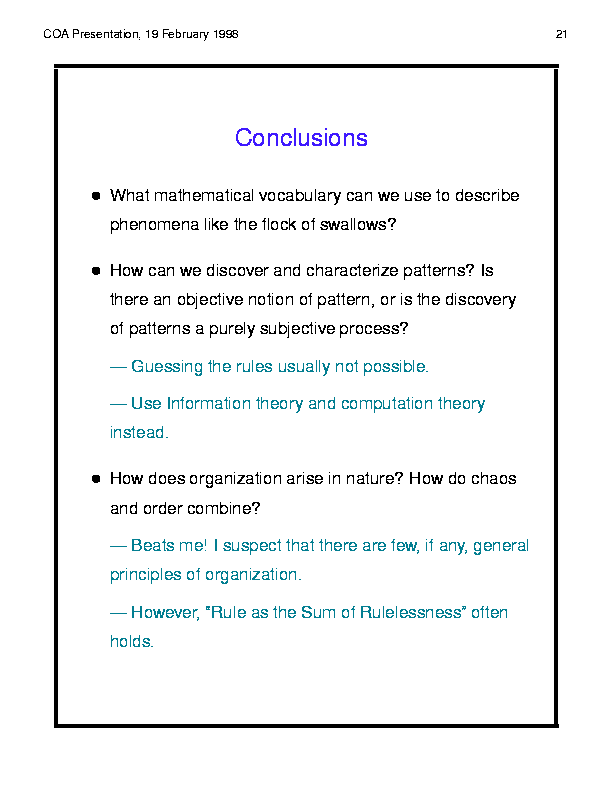 COA Presentation, 19 February 1998 21
Conclusions
● What mathematical vocabulary can we use to describe
phenomena like the flock of swallows?
● How can we discover and characterize patterns? Is
there an objective notion of pattern, or is the discovery
of patterns a purely subjective process?
— Guessing the rules usually not possible.
— Use Information theory and computation theory
instead.
● How does organization arise in nature? How do chaos
and order combine?
— Beats me! I suspect that there are few, if any, general
principles of organization.
— However, "Rule as the Sum of Rulelessness" often
holds.